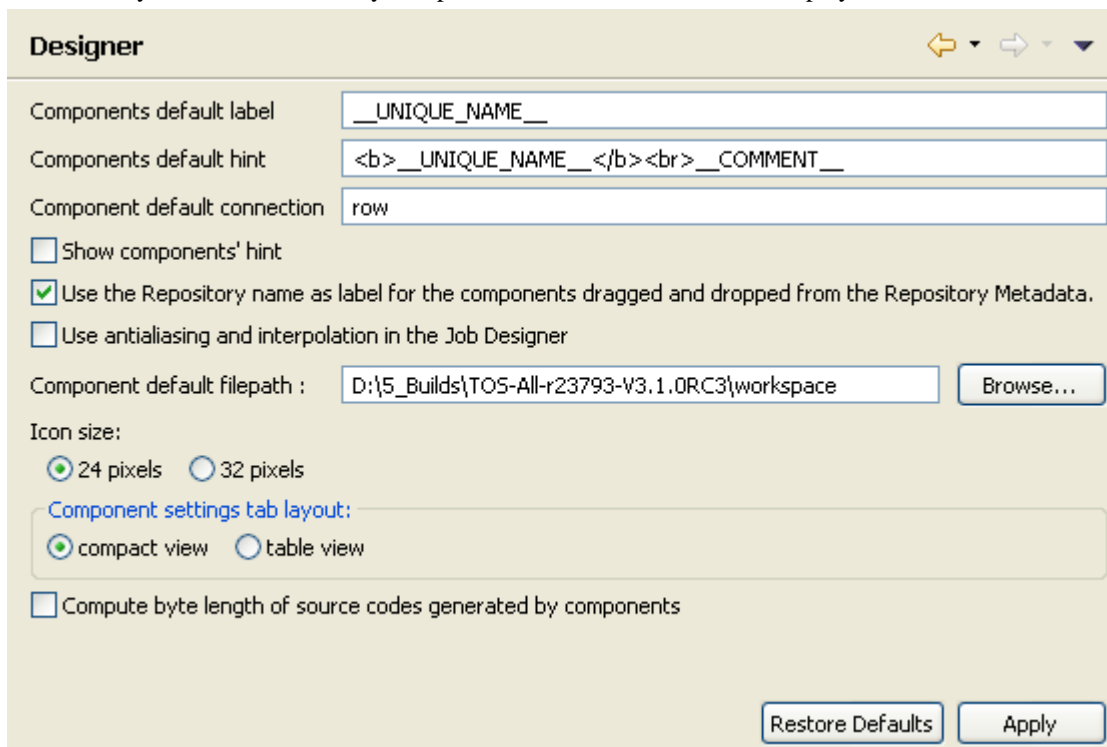 Designer
Components default label __UNIQUE_NAME__
Components default hint <b>__UNIQUE_NAME__</b><br>__COMMENT__
Component default connection row
Show components' hint
Use the Repository name as label for the components dragged and dropped from the Repository Metadata.
Use antialiasing and interpolation in the Job Designer
Component default filepath : D:\5_Builds\TOS-All-r23793-V3.1.0RC3\workspace Browse...
Icon size:
24 pixels 32 pixels
Component settings tab layout:
compact view table view
Compute byte length of source codes generated by components
Restore Defaults Apply